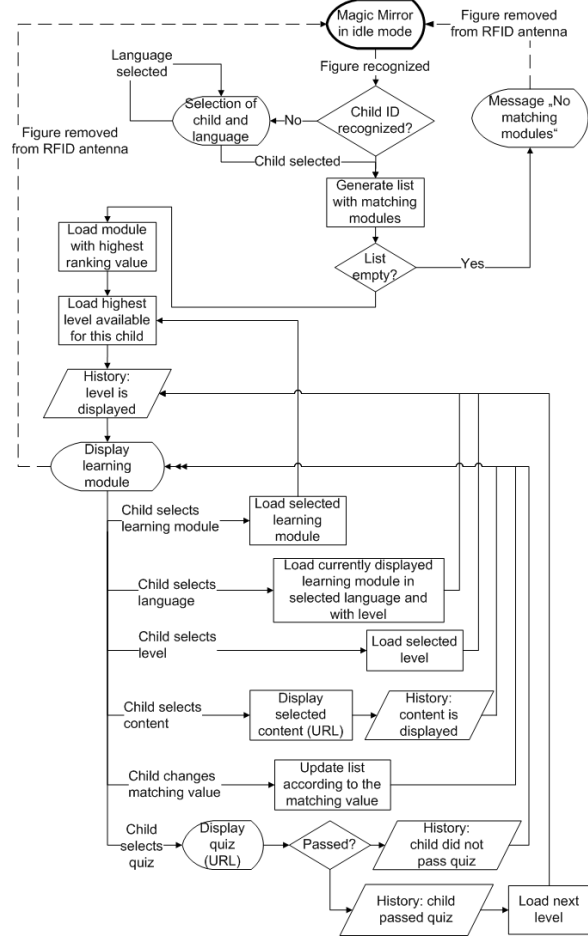 Magic Mirror
in idle mode
Figure removed
from RFID antenna
Language
selected
Figure recognized
Selection of
child and
language
No
Child ID
recognized?
Message „No
matching
modules“
Figure removed
from RFID antenna
Child selected
Generate list
with matching
modules
Load module
with highest
ranking value
List
empty?
Yes
Load highest
level available
for this child
History:
level is
displayed
Display
learning
module
Child selects
learning module
Load selected
learning
module
Child selects
language
Load currently displayed
learning module in
selected language and
with level
Child selects
level
Load selected
level
Child selects
content
Display
selected
content (URL)
History:
content is
displayed
Child changes
matching value
Update list
according to the
matching value
Child
selects
quiz
Display
quiz
(URL)
Passed?
History:
child did not
pass quiz
History: child
passed quiz
Load next
level